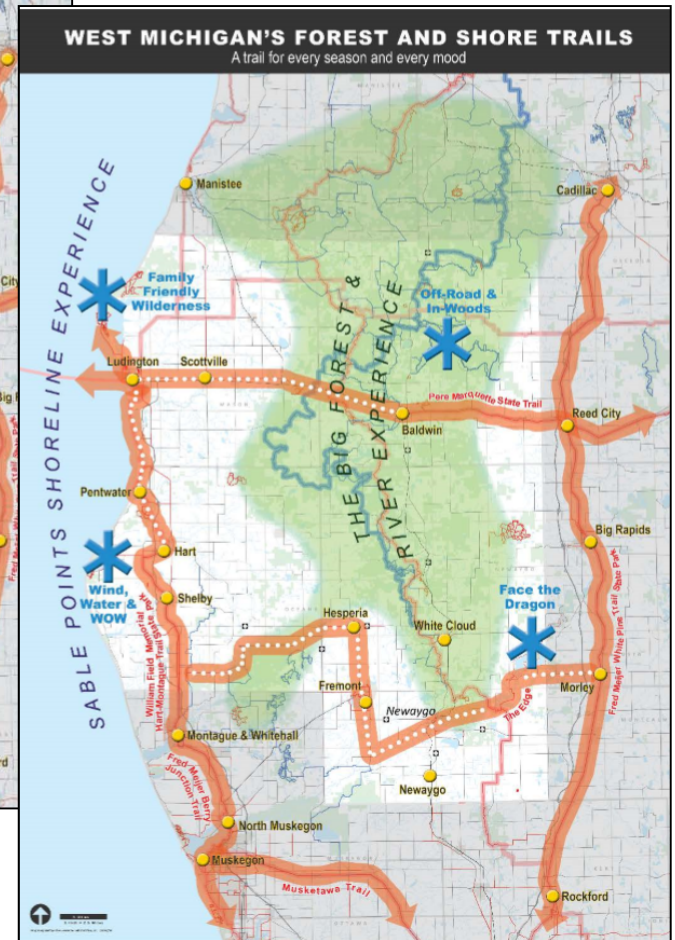 WEST MICHIGAN'S FOREST AND SHORE TRAILS
A trail for every season and every mood
Manistee
Cadillac
SABLE POINTS SHORELINE EXPERIENCE
Family
Friendly
Wilderness
Off-Road &
In-Woods
THE BIG FOREST &
RIVER EXPERIENCE
Ludington
Scottville
Pere Marquette State Trail
Baldwin
Reed City
Pentwater
Hart
Big Rapids
Wind,
Water &
WOW
Shelby
Face the
Dragon
Hesperia
White Cloud
William Field Memorial
Hart-Montague Trail State Park
Fremont
Newaygo
The Edge
Morley
Fred Meijer White Pine Trail State Park
Montague & Whitehall
Fred Meijer Berry
Junction Trail
Newaygo
North Muskegon
Muskegon
Musketawa Trail
Rockford
City